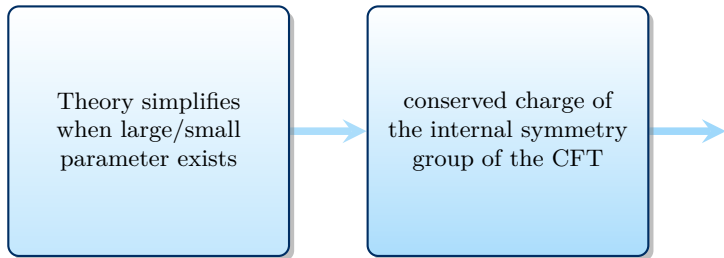 Theory simplifies
when large/small
parameter exists
conserved charge of
the internal symmetry
group of the CFT